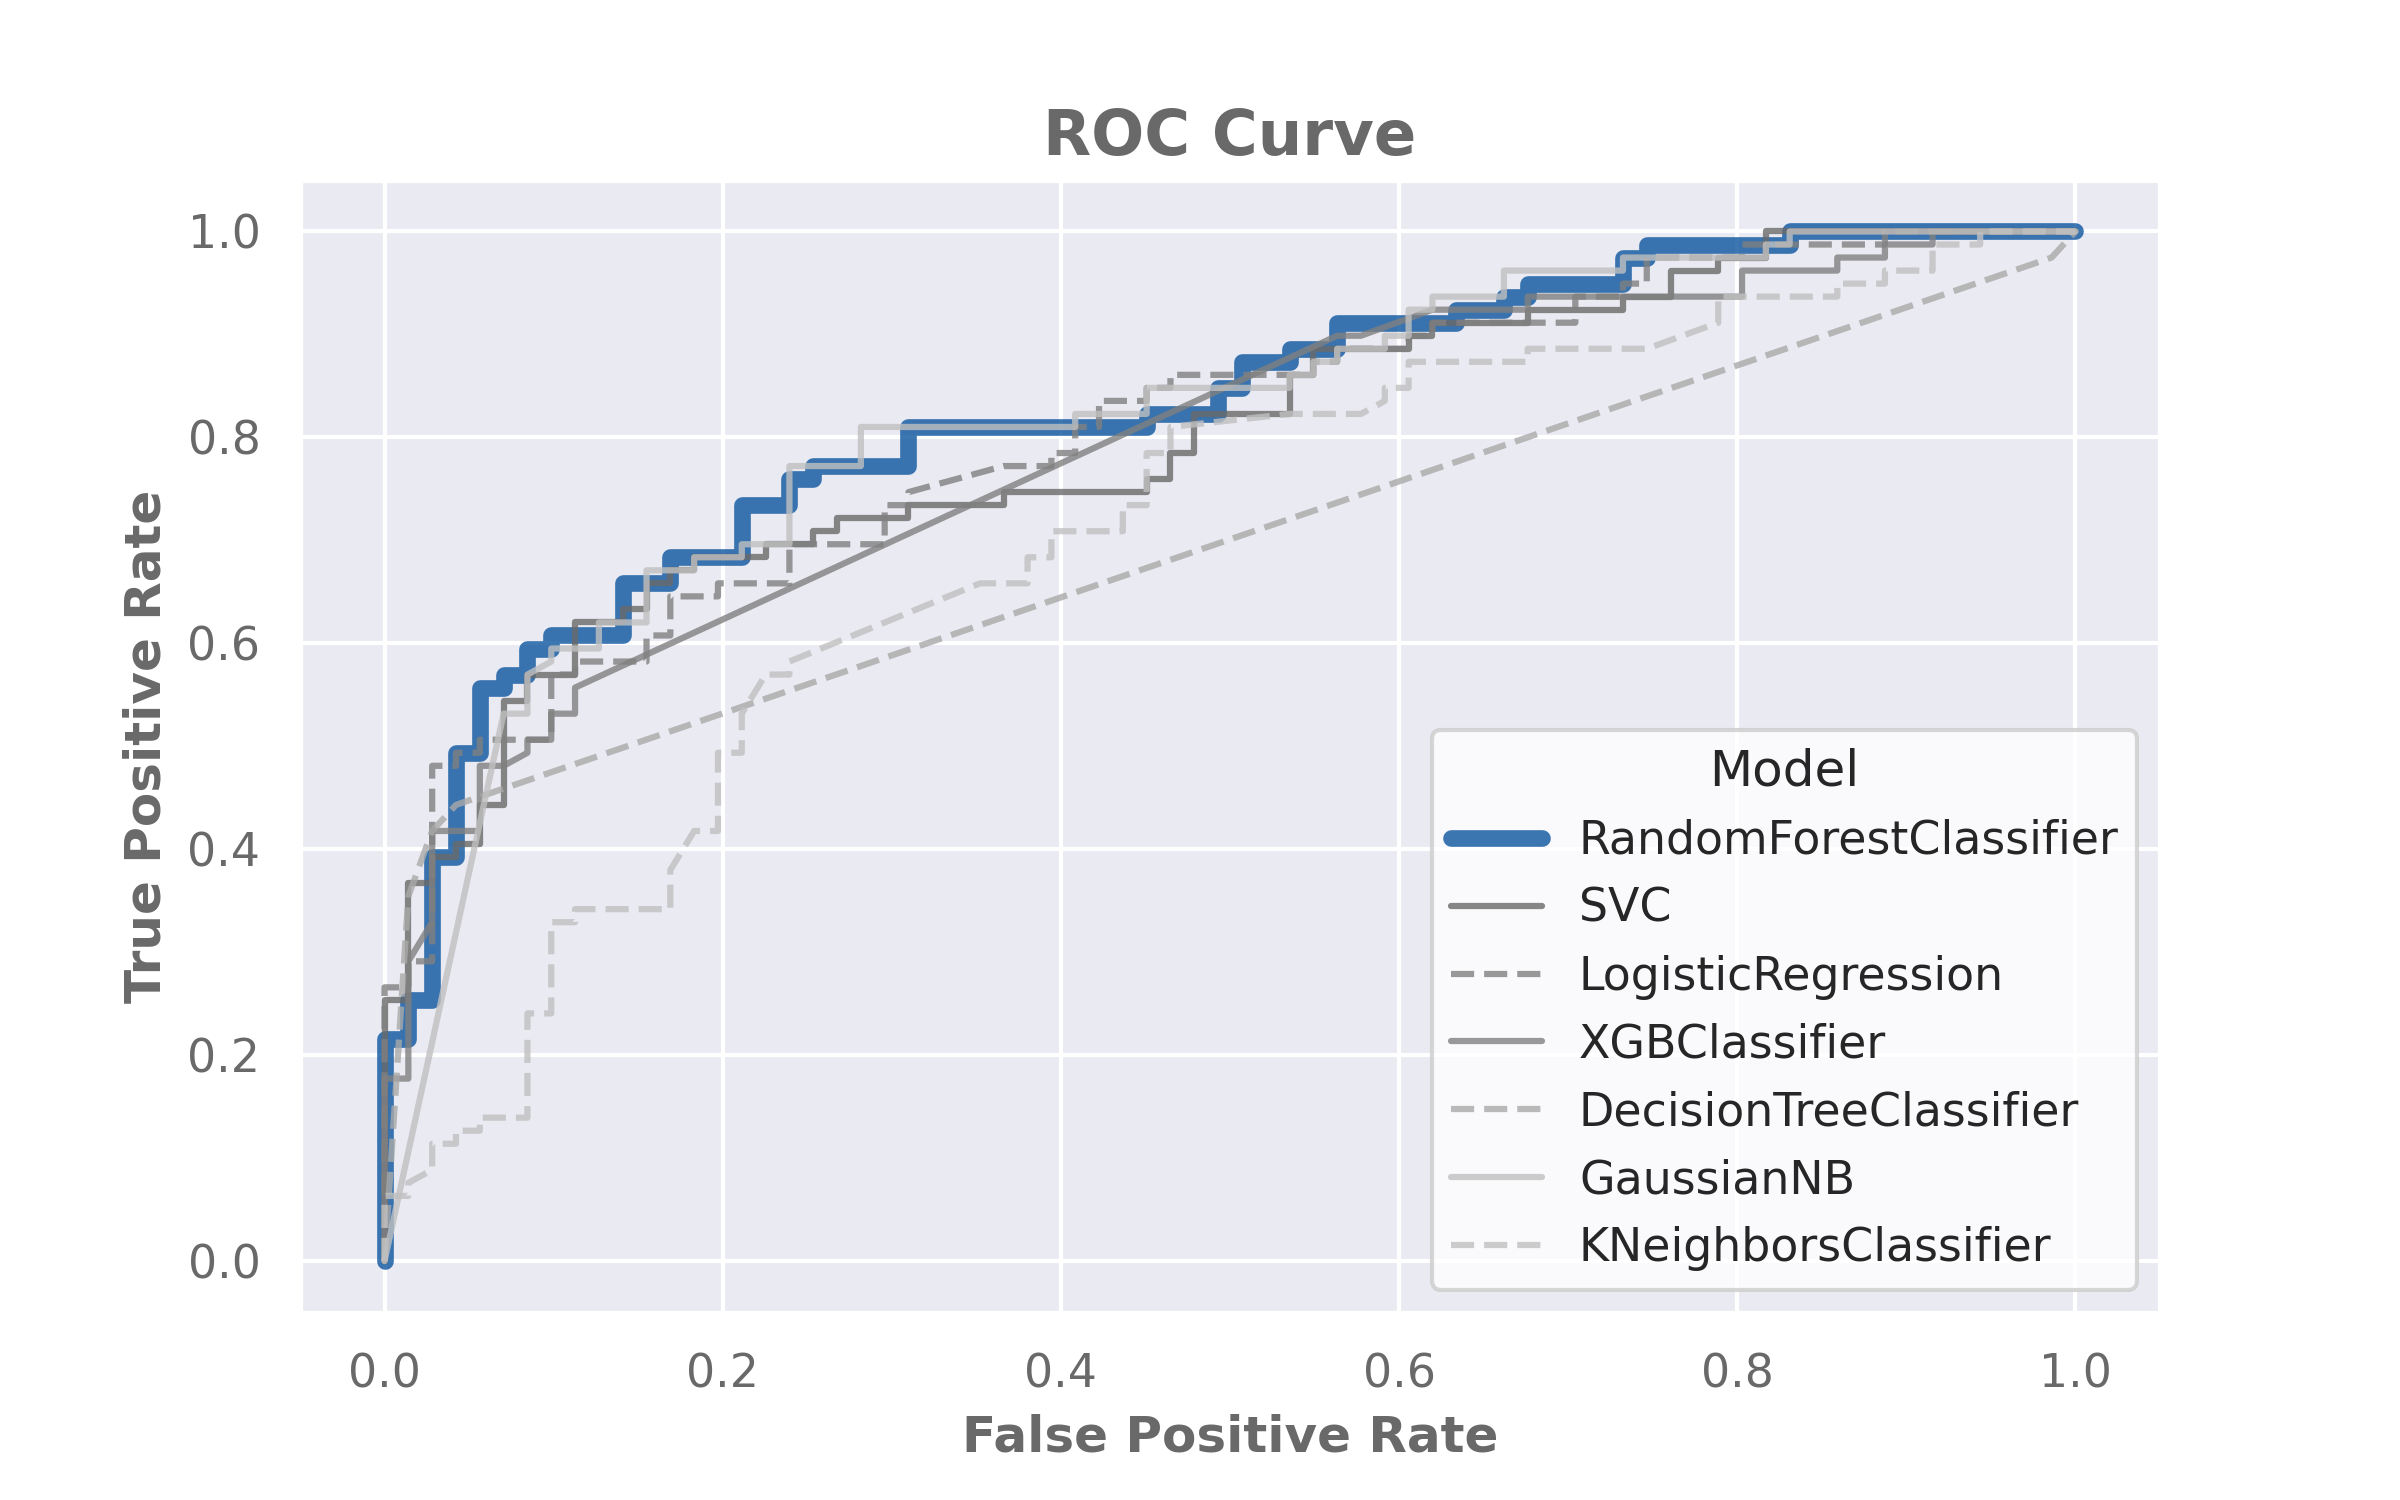 ROC Curve
True Positive Rate
1.0
0.8
0.6
0.4
0.2
0.0
Model
RandomForestClassifier
SVC
LogisticRegression
XGBClassifier
DecisionTreeClassifier
GaussianNB
KNeighborsClassifier
0.0 0.2 0.4 0.6 0.8 1.0
False Positive Rate